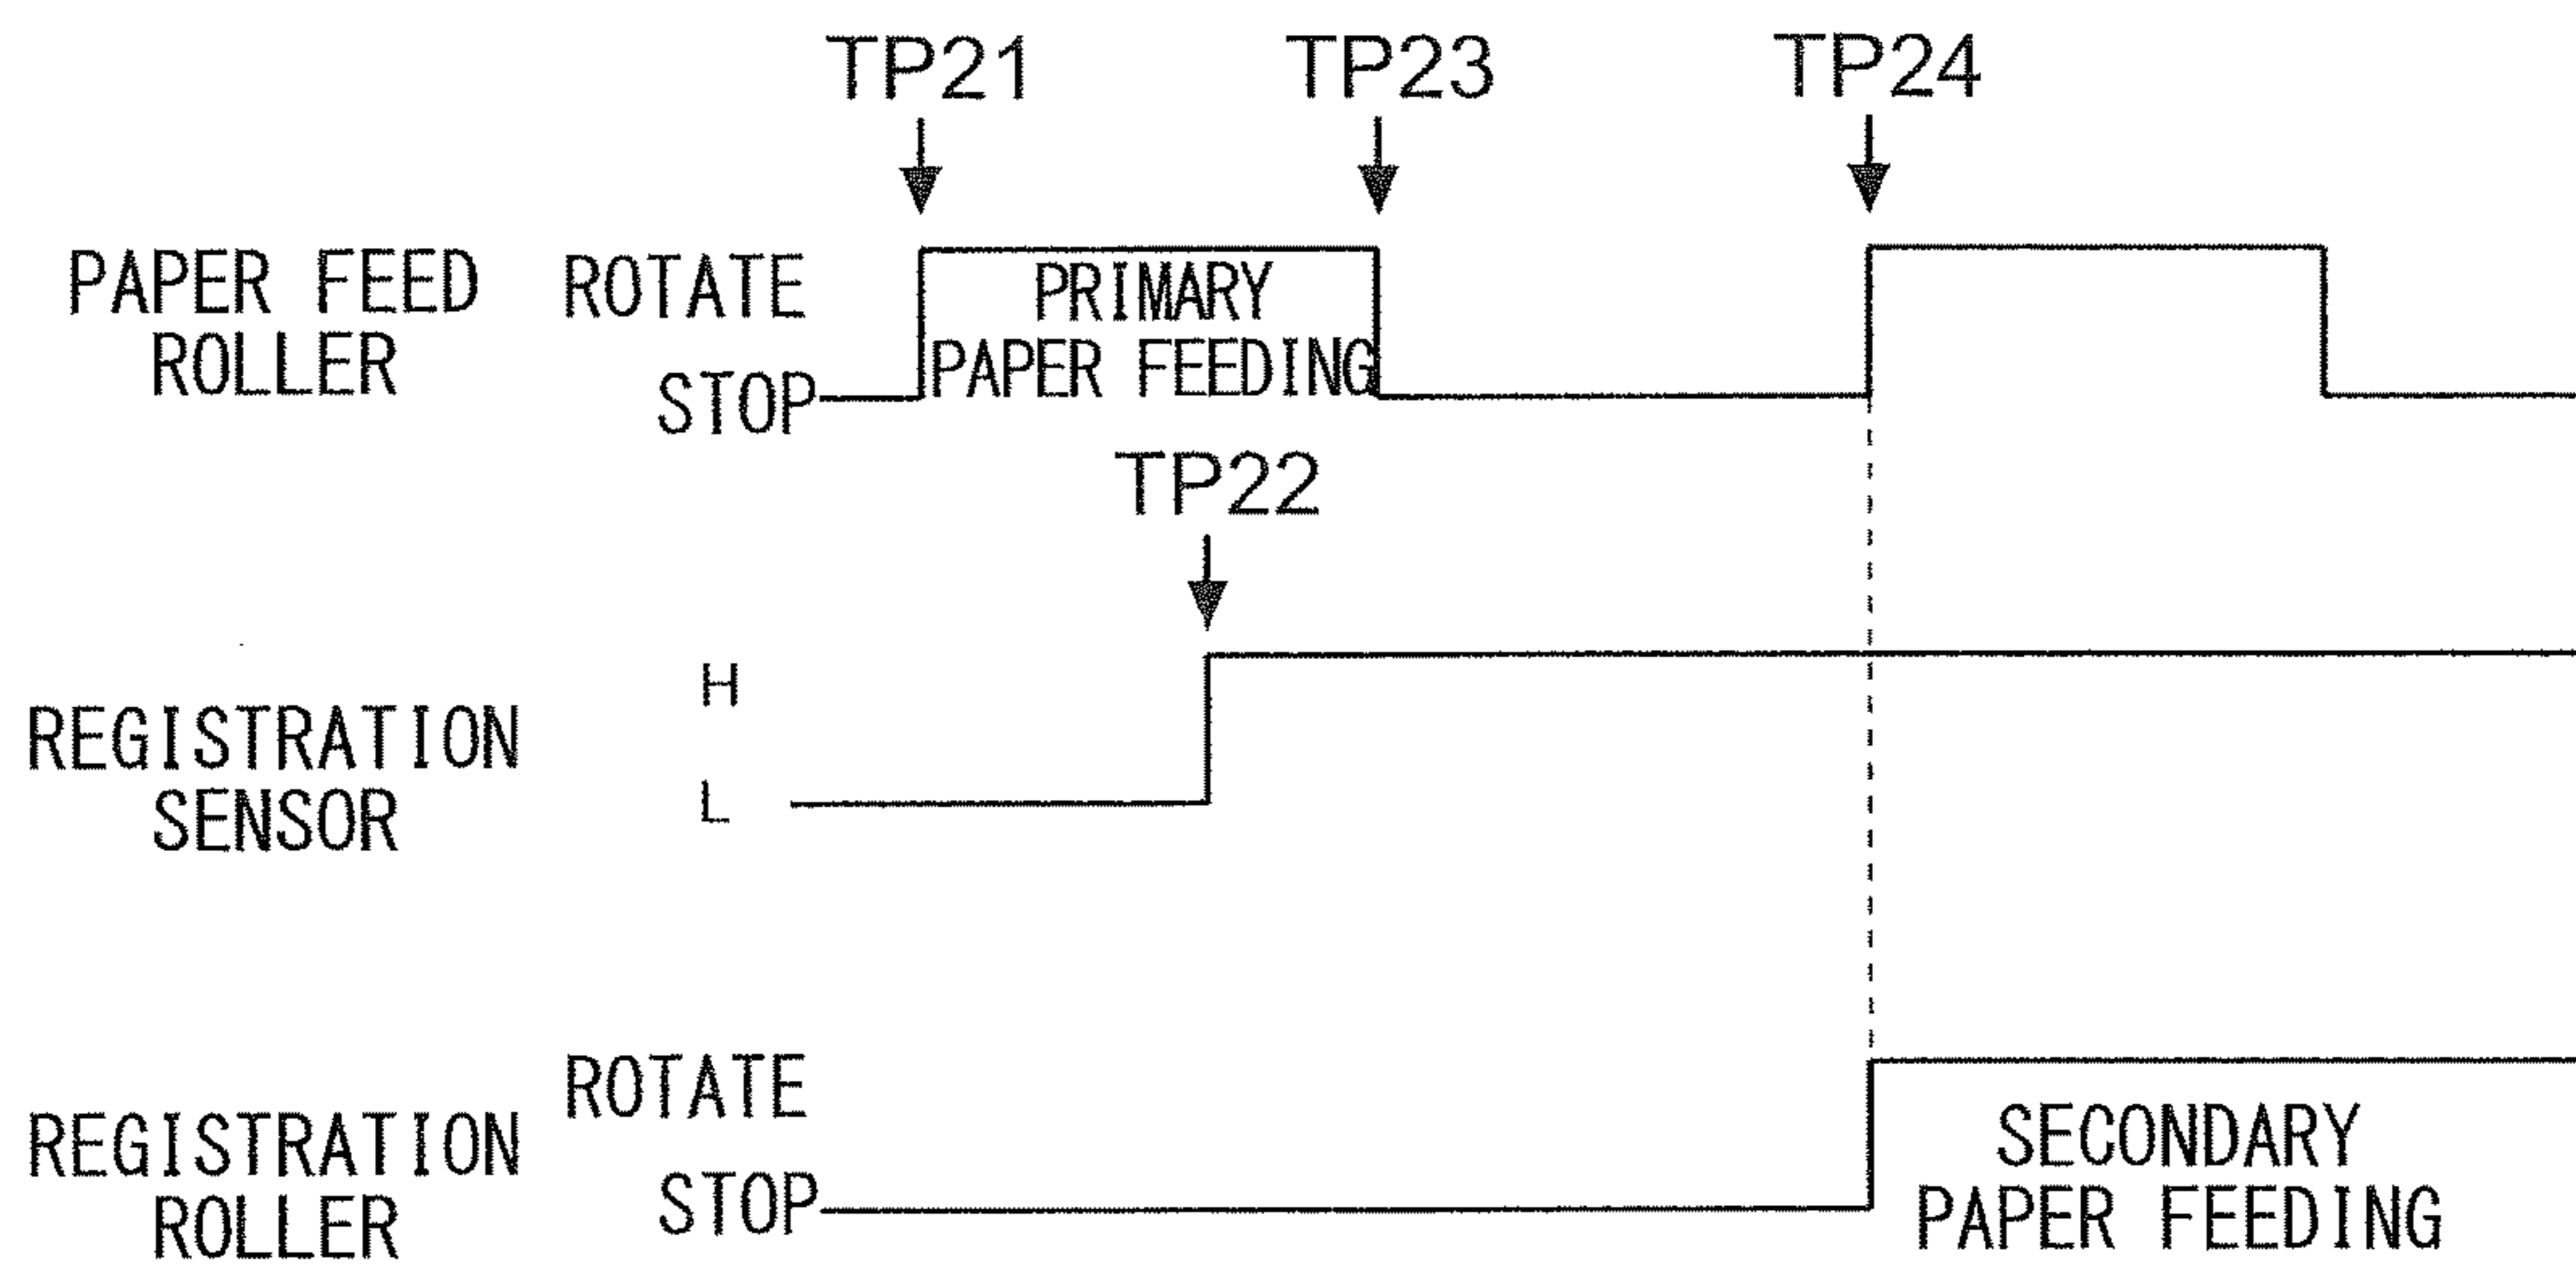 TP21 TP23 TP24
PAPER FEED
ROLLER
ROTATE
STOP
PRIMARY
PAPER FEEDING
TP22
REGISTRATION
SENSOR
H
L
REGISTRATION
ROLLER
ROTATE
STOP
SECONDARY
PAPER FEEDING